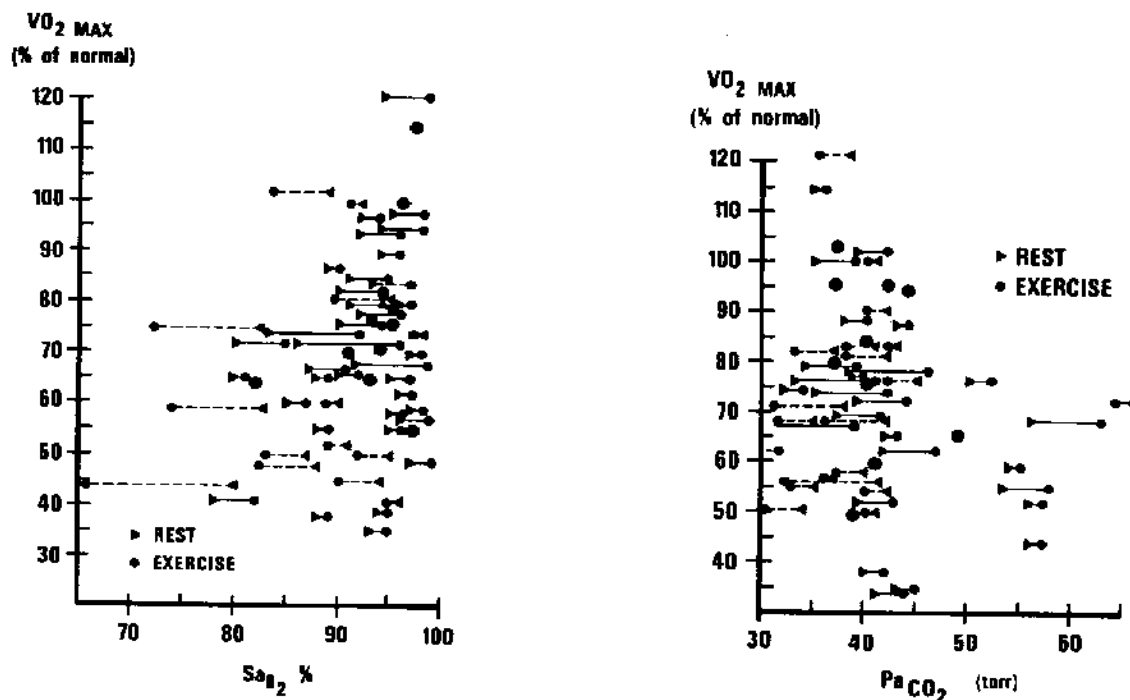 VO2 MAX
(% of normal)
120
110
100
90
80
70
60
50
40
30
REST
EXERCISE
70 80 90 100
SaO2 %
VO2 MAX
(% of normal)
120
110
100
90
80
70
60
50
40
REST
EXERCISE
30 40 50 60
PaCO2 (torr)